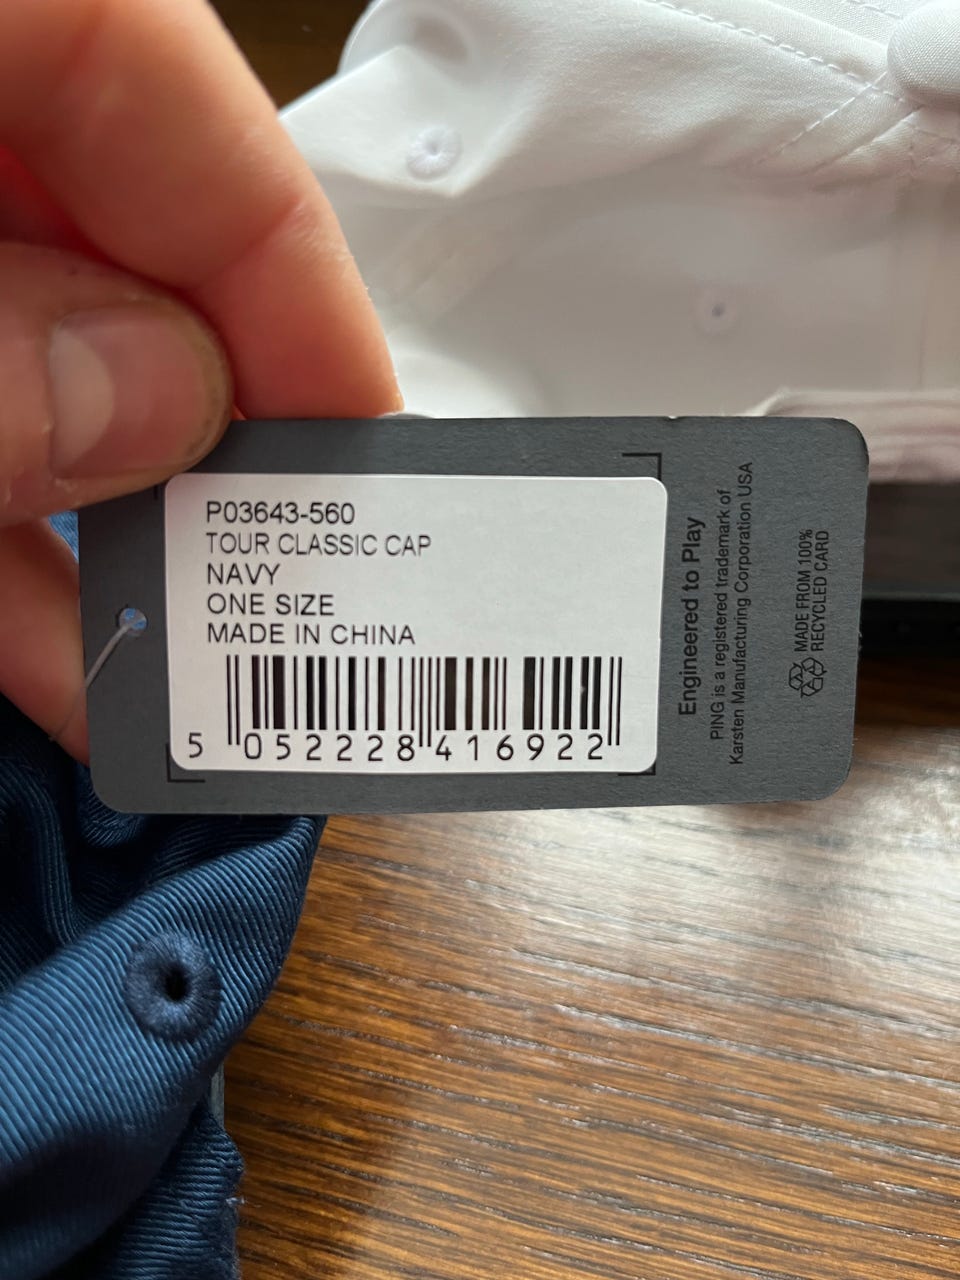 P03643-560
TOUR CLASSIC CAP
NAVY
ONE SIZE
MADE IN CHINA
5 052228 416922
Engineered to Play
PING is a registered trademark of
Karsten Manufacturing Corporation USA
MADE FROM 100%
RECYCLED CARD